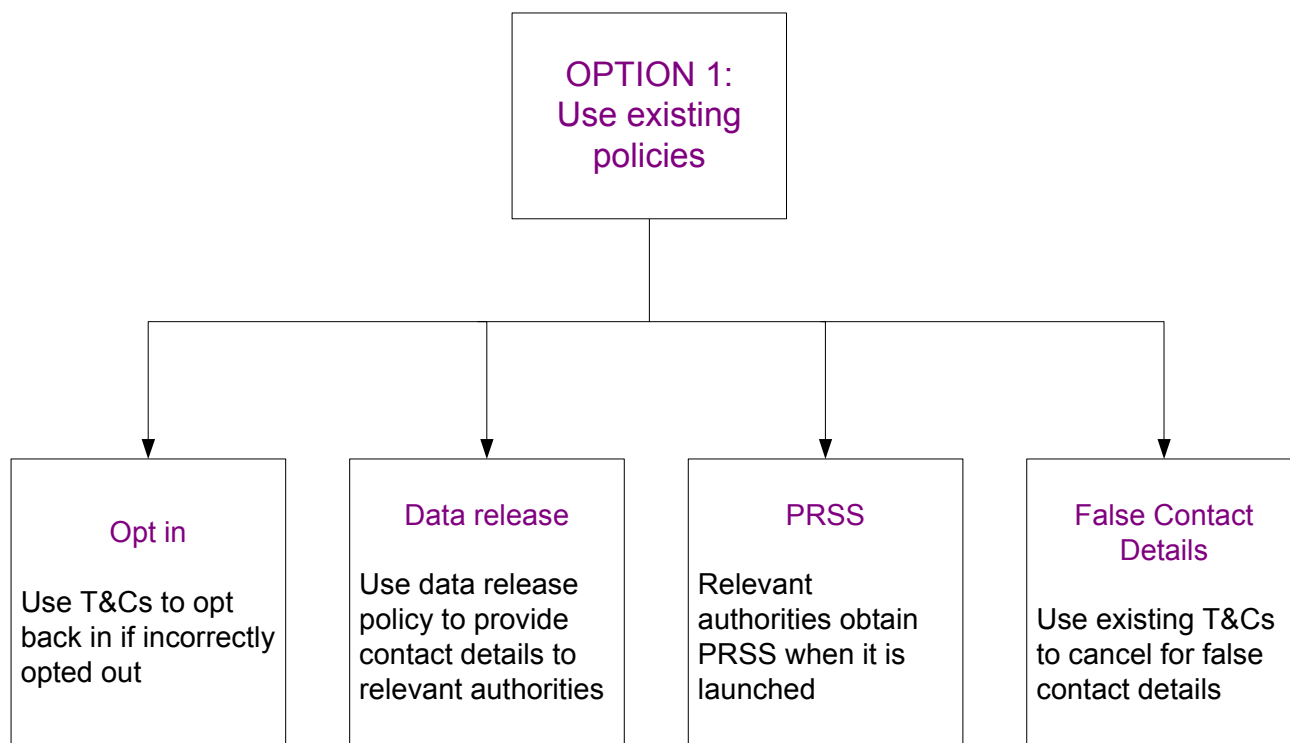 OPTION 1:
Use existing
policies
Opt in
Use T&Cs to opt
back in if incorrectly
opted out
Data release
Use data release
policy to provide
contact details to
relevant authorities
PRSS
Relevant
authorities obtain
PRSS when it is
launched
False Contact
Details
Use existing T&Cs
to cancel for false
contact details